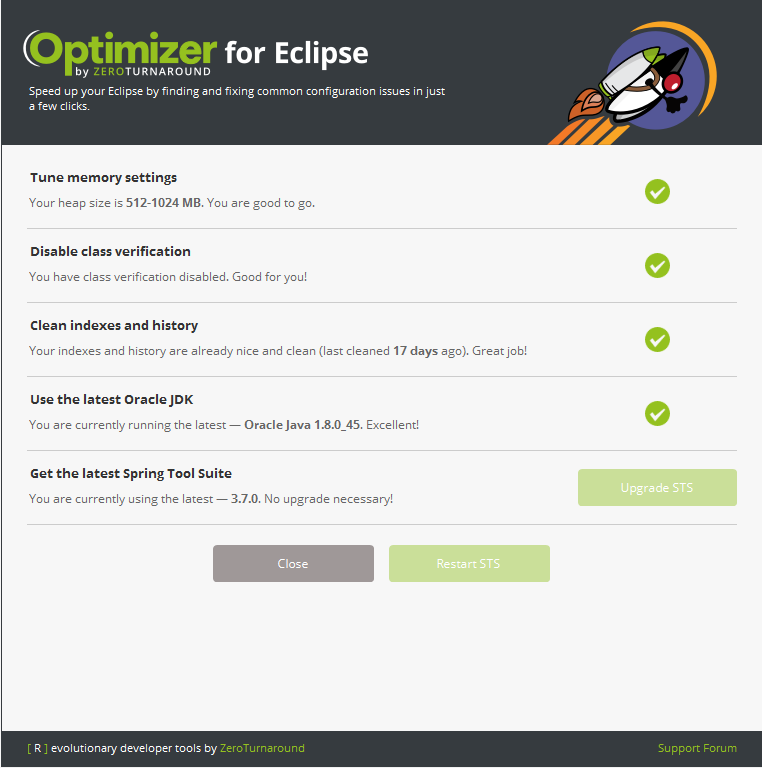 Optimizer for Eclipse
by ZEROTURNAROUND
Speed up your Eclipse by finding and fixing common configuration issues in just
a few clicks.
Tune memory settings
Your heap size is 512-1024 MB. You are good to go.
Disable class verification
You have class verification disabled. Good for you!
Clean indexes and history
Your indexes and history are already nice and clean (last cleaned 17 days ago). Great job!
Use the latest Oracle JDK
You are currently running the latest — Oracle Java 1.8.0_45. Excellent!
Get the latest Spring Tool Suite
You are currently using the latest — 3.7.0. No upgrade necessary!
Upgrade STS
Close
Restart STS
[ R ] evolutionary developer tools by ZeroTurnaround
Support Forum